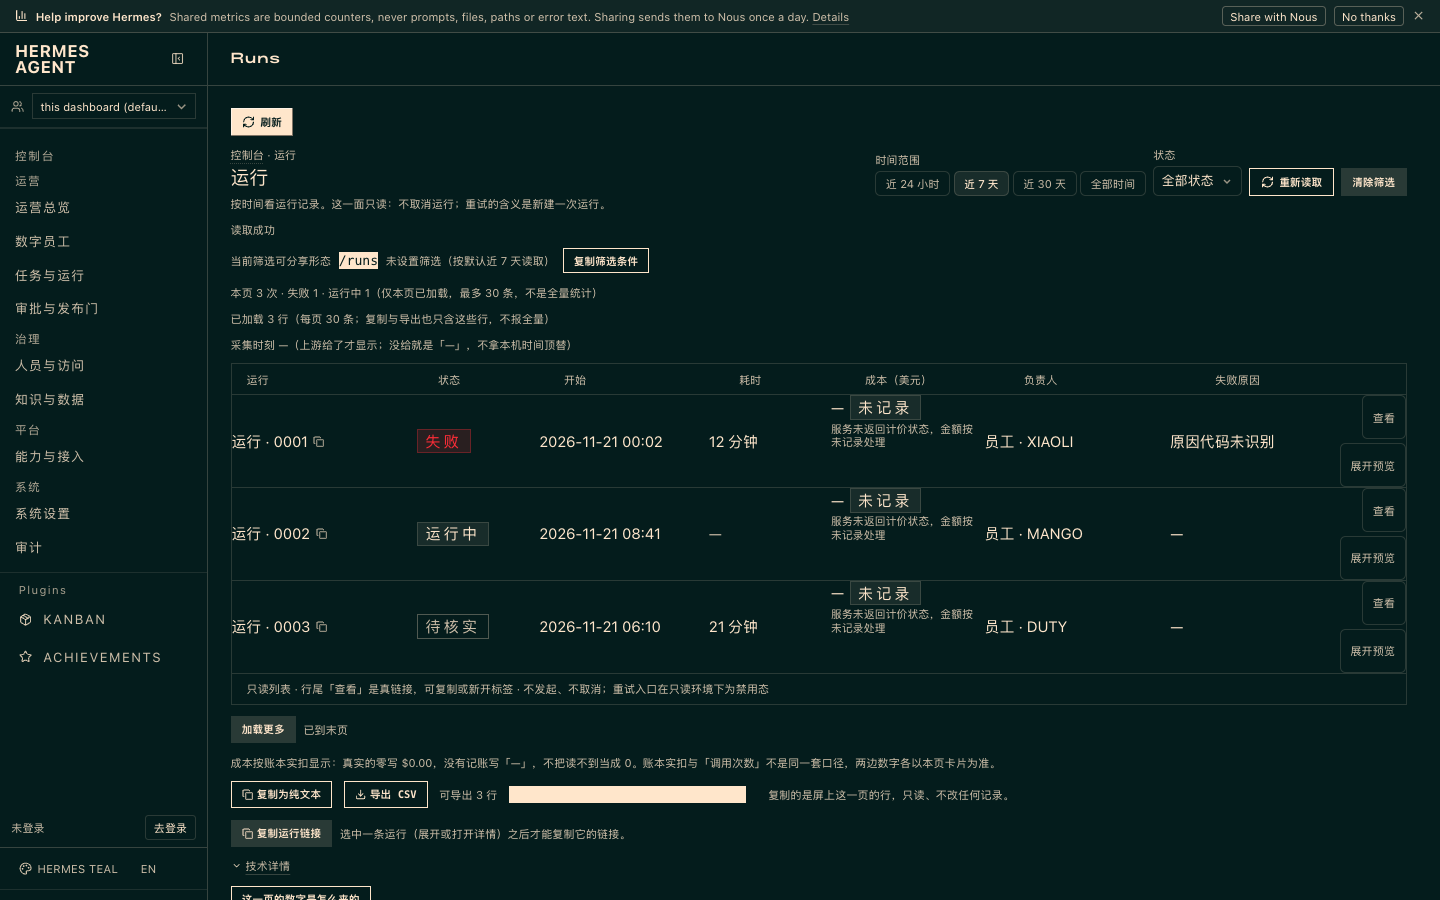 Help improve Hermes? Shared metrics are bounded counters, never prompts, files, paths or error text. Sharing sends them to Nous once a day. Details
Share with Nous
No thanks
HERMES
AGENT
this dashboard (defau...
控制台
运营
运营总览
数字员工
任务与运行
审批与发布门
治理
人员与访问
知识与数据
平台
能力与接入
系统
系统设置
审计
Plugins
KANBAN
ACHIEVEMENTS
未登录
去登录
HERMES TEAL
EN
Runs
刷新
控制台 · 运行
运行
按时间看运行记录。这一面只读：不取消运行；重试的含义是新建一次运行。
时间范围
近 24 小时
近 7 天
近 30 天
全部时间
状态
全部状态
重新读取
清除筛选
读取成功
当前筛选可分享形态 /runs 未设置筛选（按默认近 7 天读取） 复制筛选条件
本页 3 次 · 失败 1 · 运行中 1（仅本页已加载，最多 30 条，不是全量统计）
已加载 3 行（每页 30 条；复制与导出也只含这些行，不报全量）
采集时刻 —（上游给了才显示；没给就是「—」，不拿本机时间顶替）
运行 状态 开始 耗时 成本（美元） 负责人 失败原因
运行 · 0001 失败 2026-11-21 00:02 12 分钟 — 未记录
服务未返回计价状态，金额按
未记录处理
员工 · XIAOLI 原因代码未识别
查看
展开预览
运行 · 0002 运行中 2026-11-21 08:41 — — 未记录
服务未返回计价状态，金额按
未记录处理
员工 · MANGO —
查看
展开预览
运行 · 0003 待核实 2026-11-21 06:10 21 分钟 — 未记录
服务未返回计价状态，金额按
未记录处理
员工 · DUTY —
查看
展开预览
只读列表 · 行尾「查看」是真链接，可复制或新开标签 · 不发起、不取消；重试入口在只读环境下为禁用态
加载更多 已到末页
成本按账本实扣显示：真实的零写 $0.00，没有记账写「—」，不把读不到当成 0。账本实扣与「调用次数」不是同一套口径，两边数字各以本页卡片为准。
复制为纯文本 导出 CSV 可导出 3 行 复制的是屏上这一页的行，只读、不改任何记录。
复制运行链接 选中一条运行（展开或打开详情）之后才能复制它的链接。
技术详情
这一页的数字是怎么来的